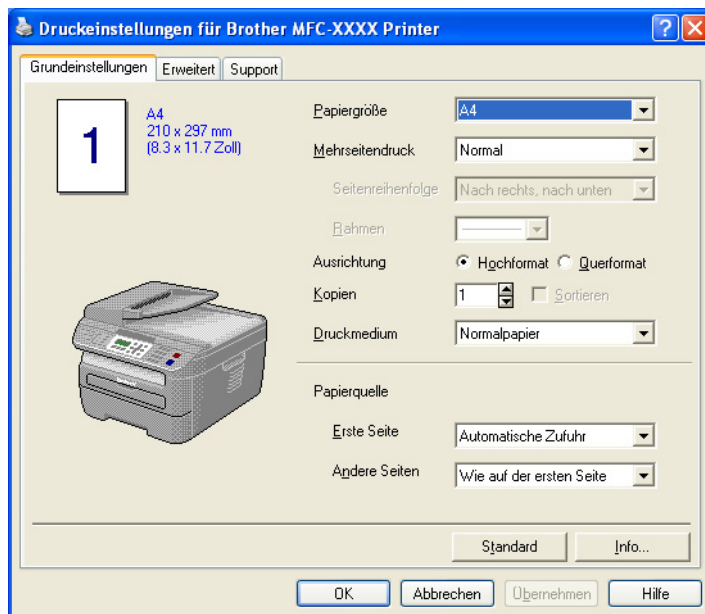 Druckeinstellungen für Brother MFC-XXXX Printer
Grundeinstellungen
Erweitert
Support
1
A4
210 x 297 mm
(8.3 x 11.7 Zoll)
Papiergröße
A4
Mehrseitendruck
Normal
Seitenreihenfolge
Nach rechts, nach unten
Rahmen
Ausrichtung
Hochformat
Querformat
Kopien
1
Sortieren
Druckmedium
Normalpapier
Papierquelle
Erste Seite
Automatische Zufuhr
Andere Seiten
Wie auf der ersten Seite
Standard
Info...
OK
Abbrechen
Übernehmen
Hilfe